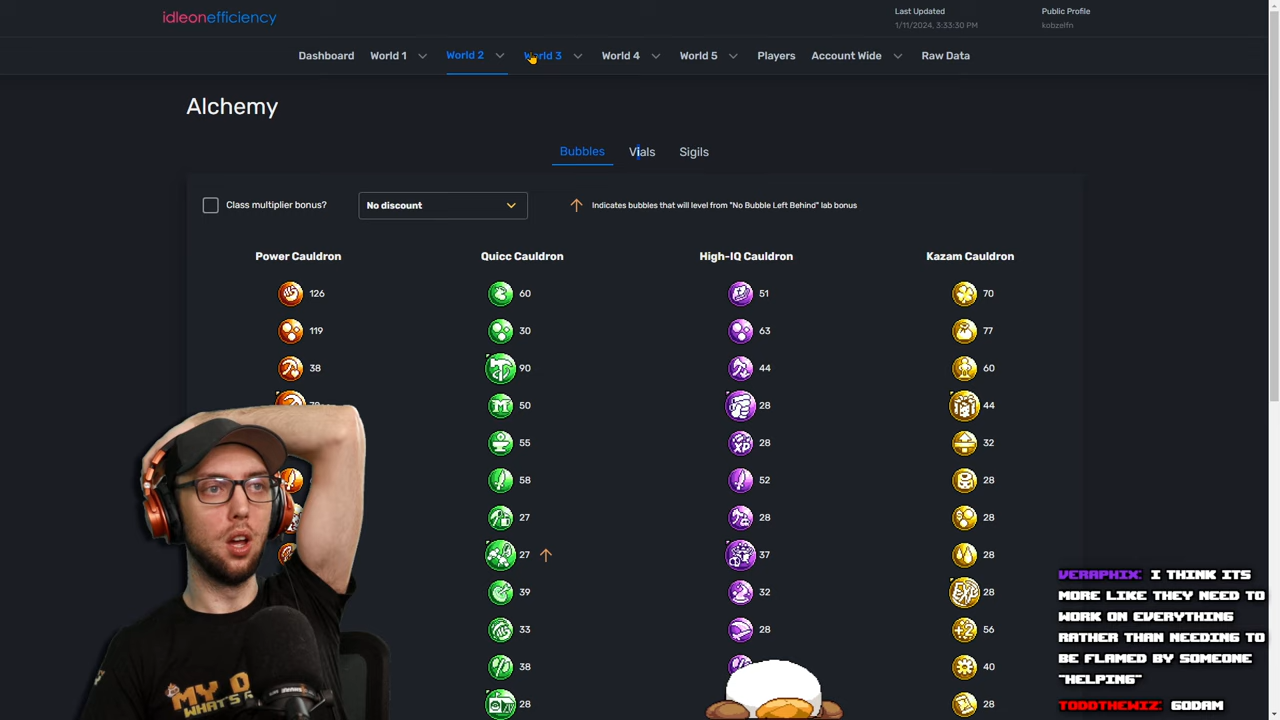 idleonefficiency
Last Updated
1/11/2024, 3:33:30 PM
Public Profile
kobzelfn
Dashboard World 1 World 2 World 3 World 4 World 5 Players Account Wide Raw Data
Alchemy
Bubbles Vials Sigils
Class multiplier bonus? No discount Indicates bubbles that will level from "No Bubble Left Behind" lab bonus
Power Cauldron Quicc Cauldron High-IQ Cauldron Kazam Cauldron
126 60 51 70
119 30 63 77
38 90 44 60
50 28 44
55 28 32
58 52 28
27 28 28
27 37 28
39 32 28
33 28 56
38 40
28 28
MY O
WHAT'S
VERAPHIX: I THINK ITS
MORE LIKE THEY NEED TO
WORK ON EVERYTHING
RATHER THAN NEEDING TO
BE FLAMED BY SOMEONE
"HELPING"
TODDTHEWIZ: GODAM